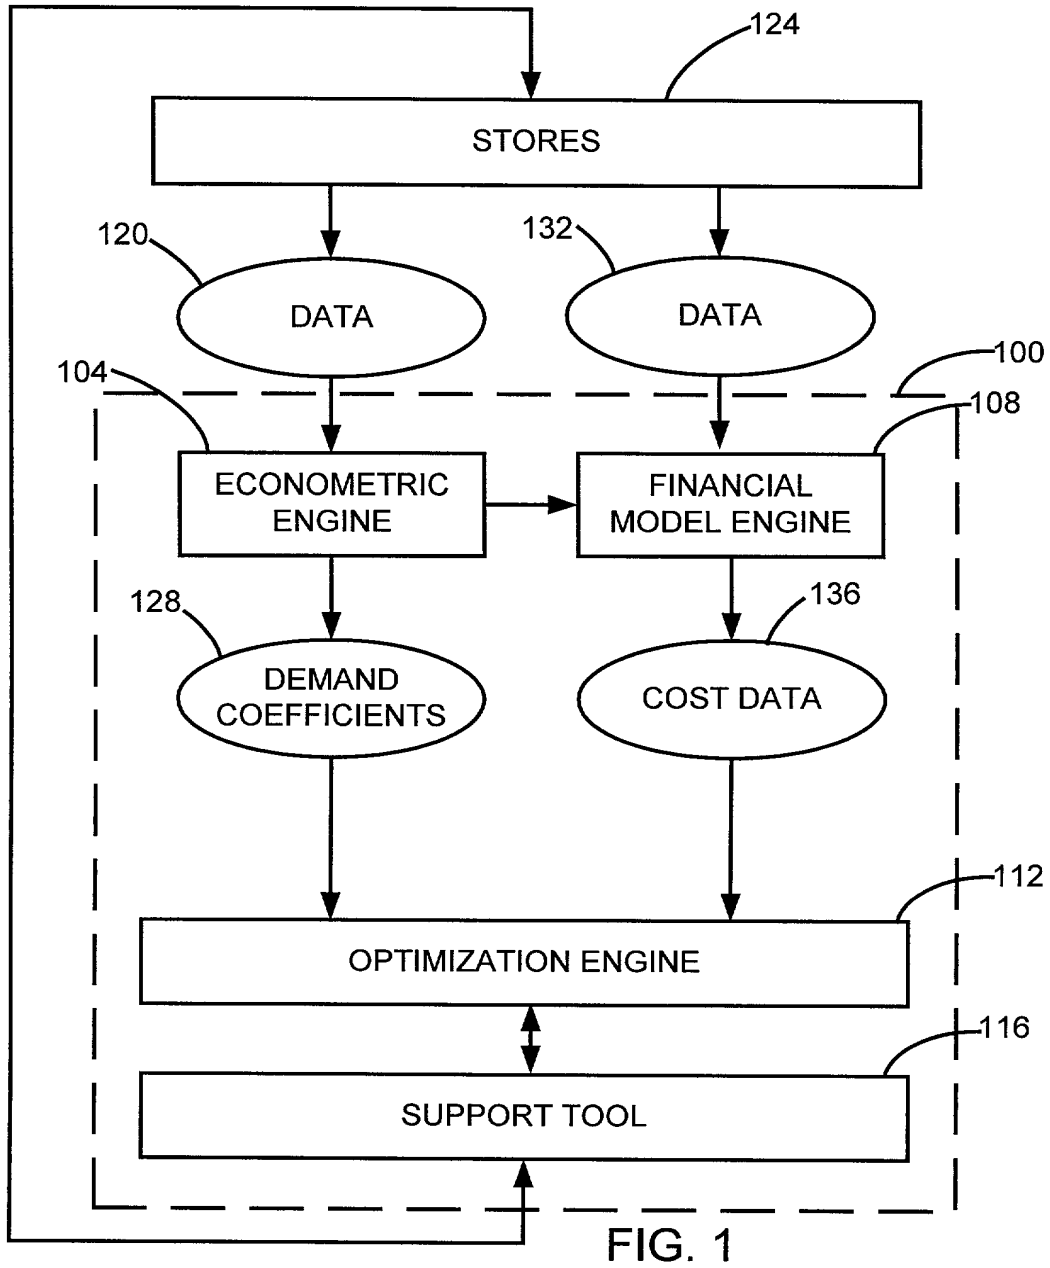 124
STORES
120
132
DATA
DATA
100
104
108
ECONOMETRIC
ENGINE
FINANCIAL
MODEL ENGINE
128
136
DEMAND
COEFFICIENTS
COST DATA
112
OPTIMIZATION ENGINE
116
SUPPORT TOOL
FIG. 1